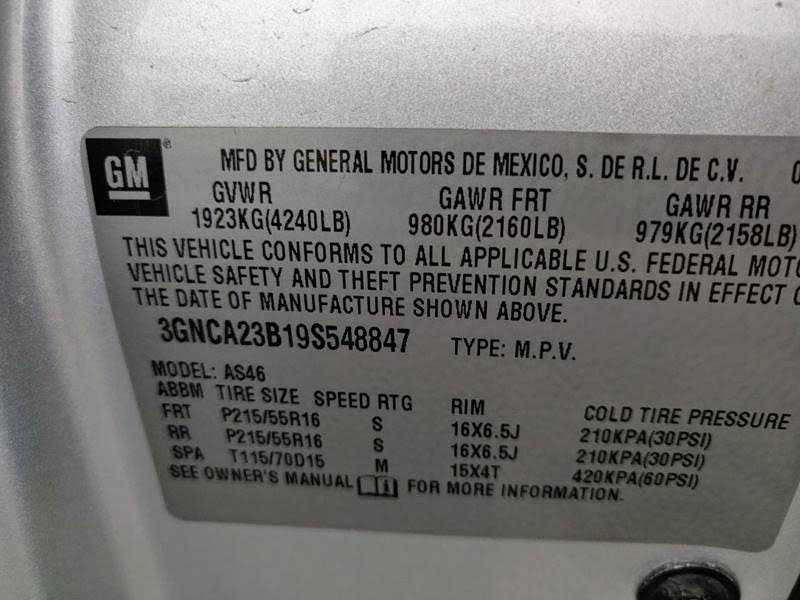 GM®
MFD BY GENERAL MOTORS DE MEXICO, S. DE R.L. DE C.V. 0
GVWR GAWR FRT GAWR RR
1923KG(4240LB) 980KG(2160LB) 979KG(2158LB)
THIS VEHICLE CONFORMS TO ALL APPLICABLE U.S. FEDERAL MOTO
VEHICLE SAFETY AND THEFT PREVENTION STANDARDS IN EFFECT O
THE DATE OF MANUFACTURE SHOWN ABOVE.
3GNCA23B19S548847 TYPE: M.P.V.
MODEL: AS46
ABBM TIRE SIZE SPEED RTG RIM COLD TIRE PRESSURE
FRT P215/55R16 S 16X6.5J 210KPA(30PSI)
RR P215/55R16 S 16X6.5J 210KPA(30PSI)
SPA T115/70D15 M 15X4T 420KPA(60PSI)
SEE OWNER'S MANUAL FOR MORE INFORMATION.